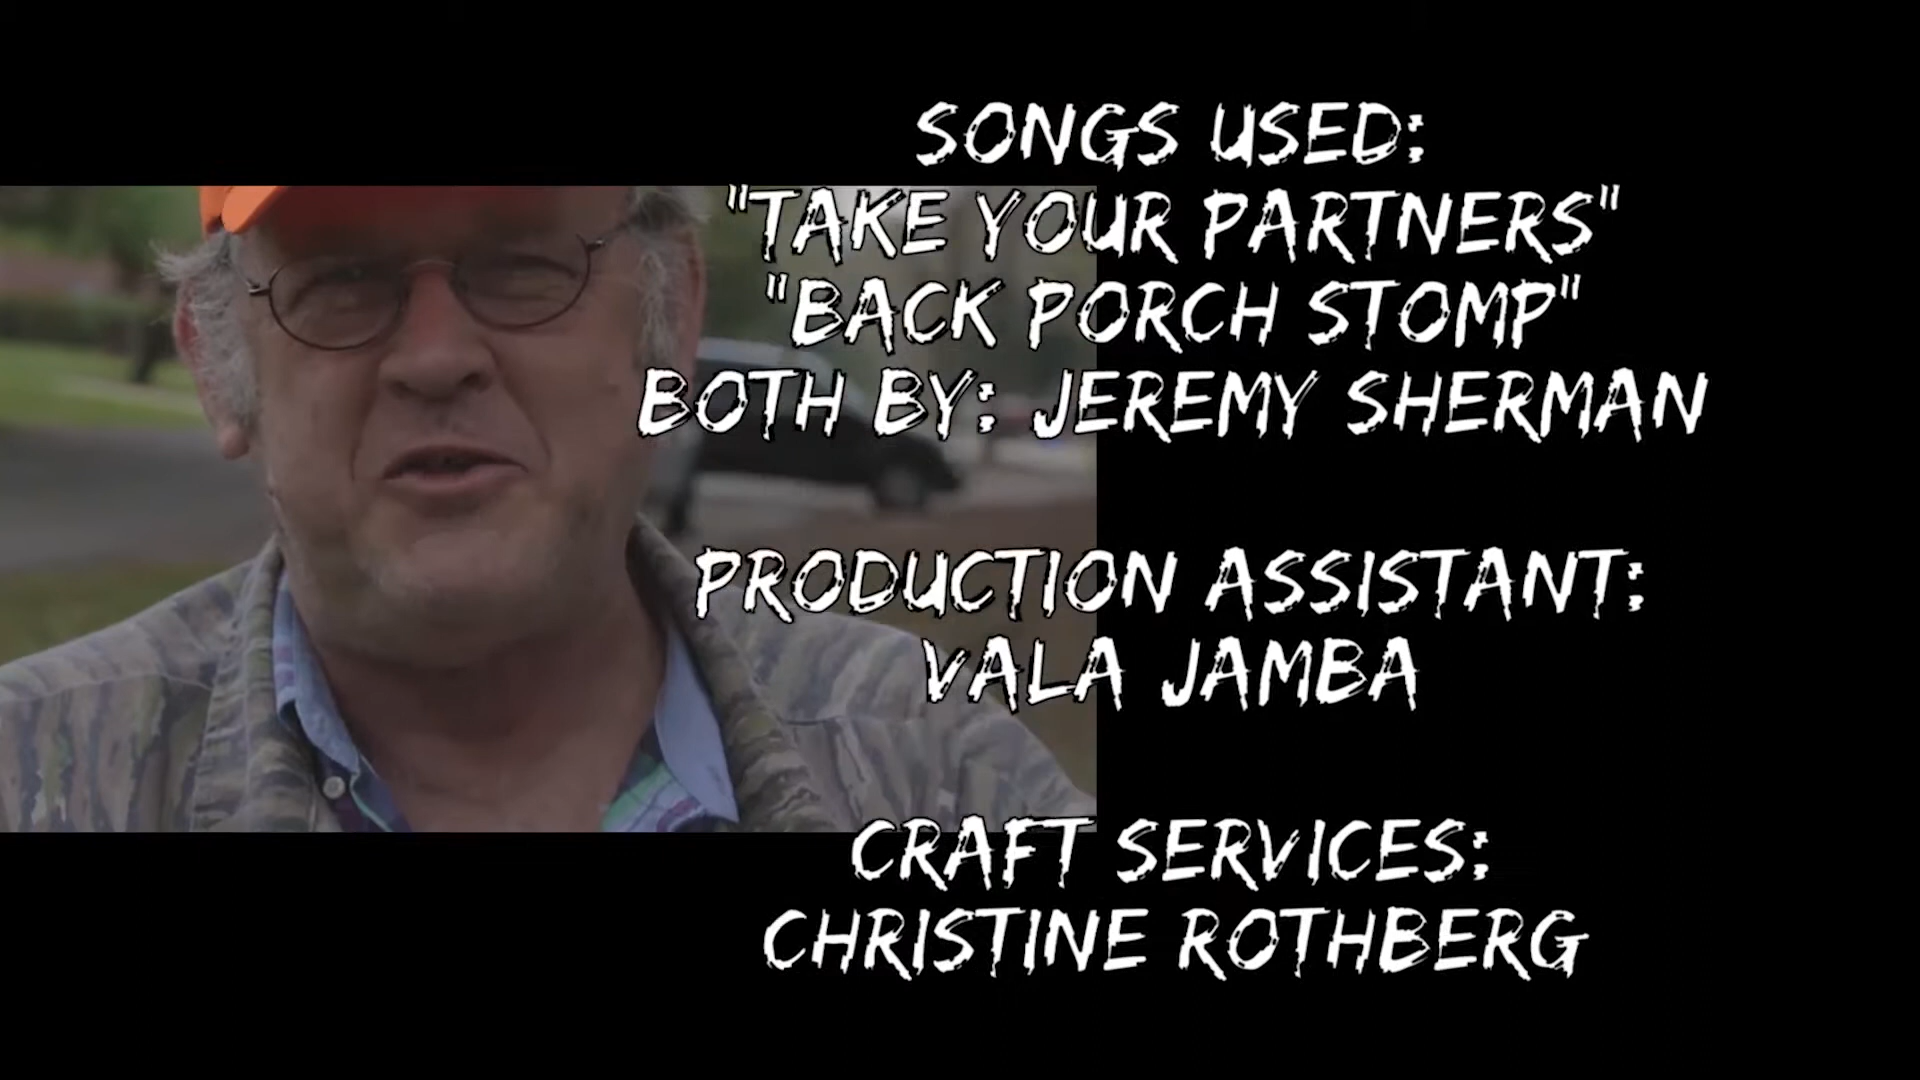 SONGS USED:
"TAKE YOUR PARTNERS"
"BACK PORCH STOMP"
BOTH BY: JEREMY SHERMAN
PRODUCTION ASSISTANT:
VALA JAMBA
CRAFT SERVICES:
CHRISTINE ROTHBERG